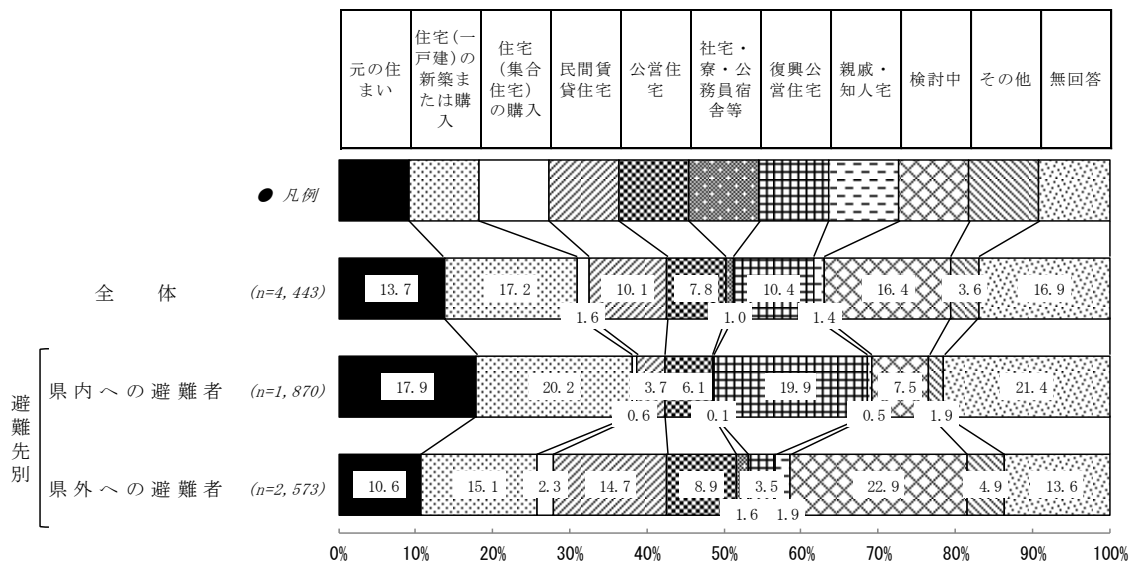 元の住
まい
住宅(一
戸建)の
新築ま
たは購
入
住宅
(集合
住宅)
の購入
民間賃
貸住宅
公営住
宅
社宅・
寮・公
務員宿
舎等
復興公
営住宅
親戚・
知人宅
検討中
その他
無回答
● 凡例
全 体 (n=4,443)
13.7 17.2 10.1 7.8 10.4 16.4 3.6 16.9
1.6 1.0 1.4
避難先別
県内への避難者 (n=1,870)
17.9 20.2 3.7 6.1 19.9 7.5 21.4
0.6 0.1 0.5 1.9
県外への避難者 (n=2,573)
10.6 15.1 2.3 14.7 8.9 3.5 22.9 4.9 13.6
1.6 1.9
0% 10% 20% 30% 40% 50% 60% 70% 80% 90% 100%